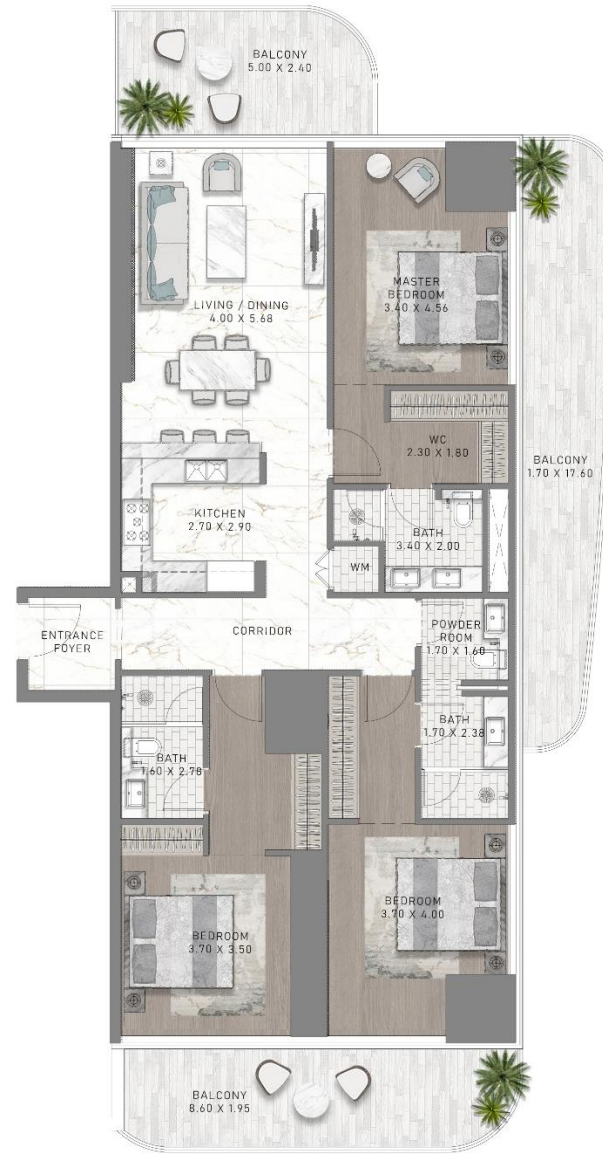 BALCONY
5.00 X 2.40
MASTER
BEDROOM
3.40 X 4.56
LIVING / DINING
4.00 X 5.68
WC
2.30 X 1.80
BALCONY
1.70 X 17.60
KITCHEN
2.70 X 2.90
BATH
3.40 X 2.00
WM
ENTRANCE
FOYER
CORRIDOR
POWDER
ROOM
1.70 X 1.60
BATH
1.70 X 2.38
BATH
1.60 X 2.78
BEDROOM
3.70 X 4.00
BEDROOM
3.70 X 3.50
BALCONY
8.60 X 1.95